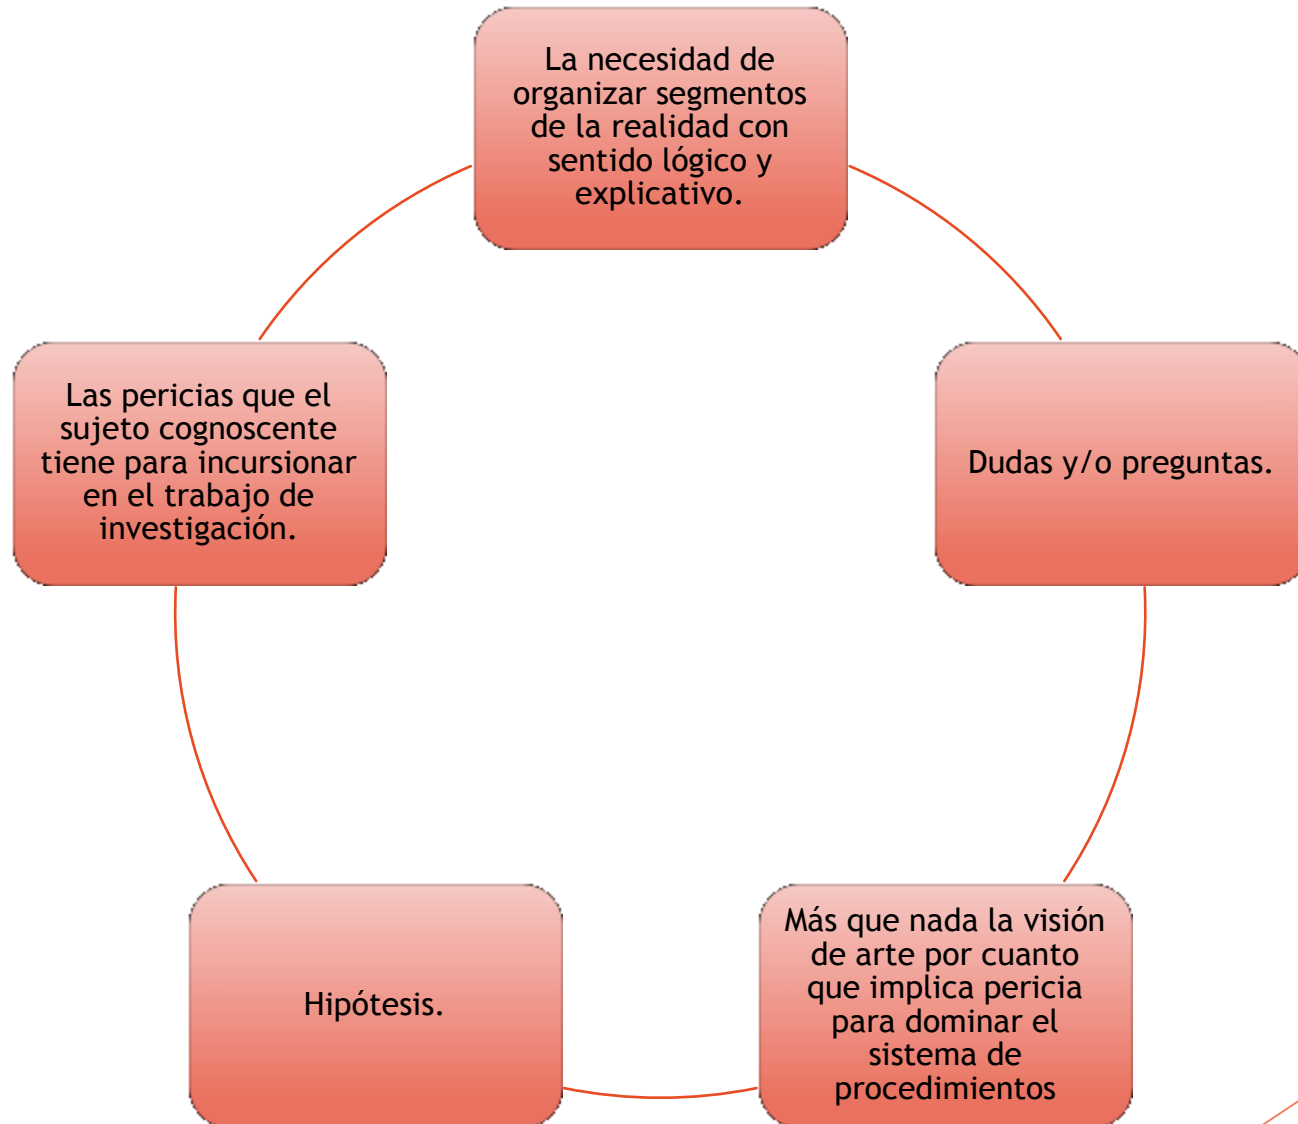 La necesidad de
organizar segmentos
de la realidad con
sentido lógico y
explicativo.
Dudas y/o preguntas.
Más que nada la visión
de arte por cuanto
que implica pericia
para dominar el
sistema de
procedimientos
Hipótesis.
Las pericias que el
sujeto cognoscente
tiene para incursionar
en el trabajo de
investigación.